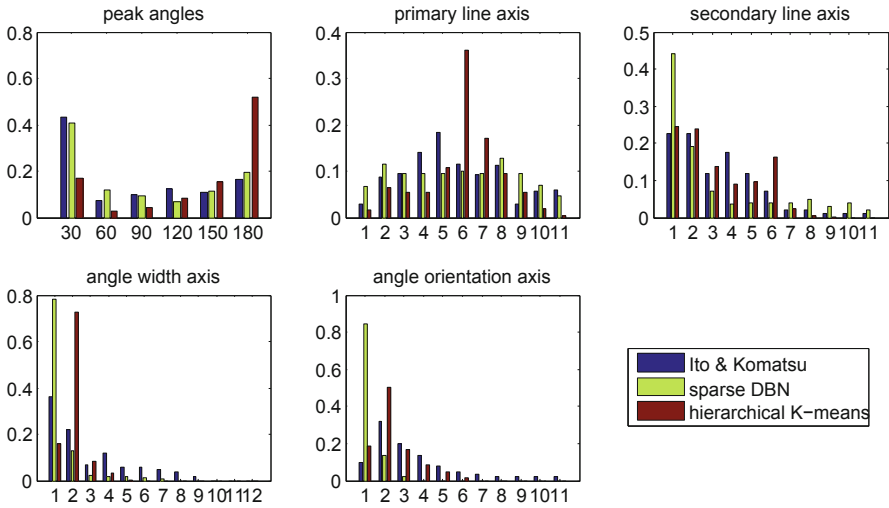 peak angles
0.8
0.6
0.4
0.2
0
30 60 90 120 150 180
primary line axis
0.4
0.3
0.2
0.1
0
1 2 3 4 5 6 7 8 9 10 11
secondary line axis
0.5
0.4
0.3
0.2
0.1
0
1 2 3 4 5 6 7 8 9 10 11
angle width axis
0.8
0.6
0.4
0.2
0
1 2 3 4 5 6 7 8 9 10 11 12
angle orientation axis
1
0.8
0.6
0.4
0.2
0
1 2 3 4 5 6 7 8 9 10 11
Ito & Komatsu
sparse DBN
hierarchical K−means